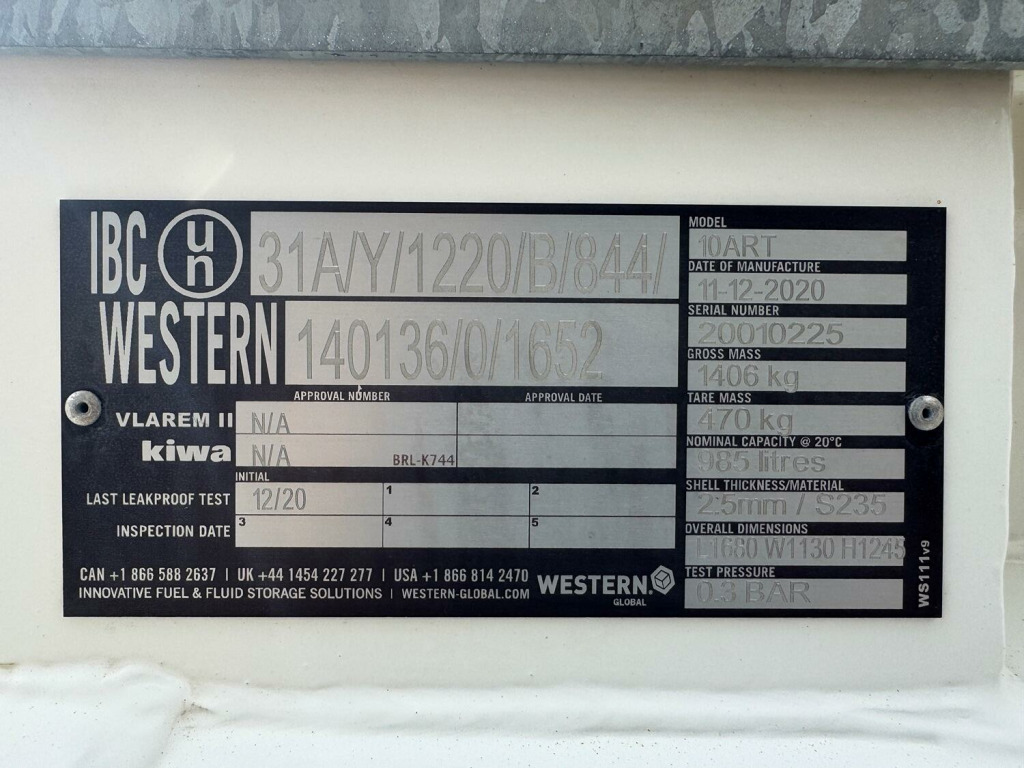 IBC un 31A/Y/1220/B/844/
WESTERN 140136/0/1652
APPROVAL NUMBER APPROVAL DATE
VLAREM II N/A
kiwa N/A BRL-K744
INITIAL
LAST LEAKPROOF TEST 12/20 1 2
INSPECTION DATE 3 4 5
CAN +1 866 588 2637 | UK +44 1454 227 277 | USA +1 866 814 2470
INNOVATIVE FUEL & FLUID STORAGE SOLUTIONS | WESTERN-GLOBAL.COM
WESTERN.
GLOBAL
MODEL
10ART
DATE OF MANUFACTURE
11-12-2020
SERIAL NUMBER
20010225
GROSS MASS
1406 kg
TARE MASS
470 kg
NOMINAL CAPACITY @ 20°C
985 litres
SHELL THICKNESS/MATERIAL
2.5mm / S235
OVERALL DIMENSIONS
L1660 W1130 H1245
TEST PRESSURE
0.3 BAR
WS111v9